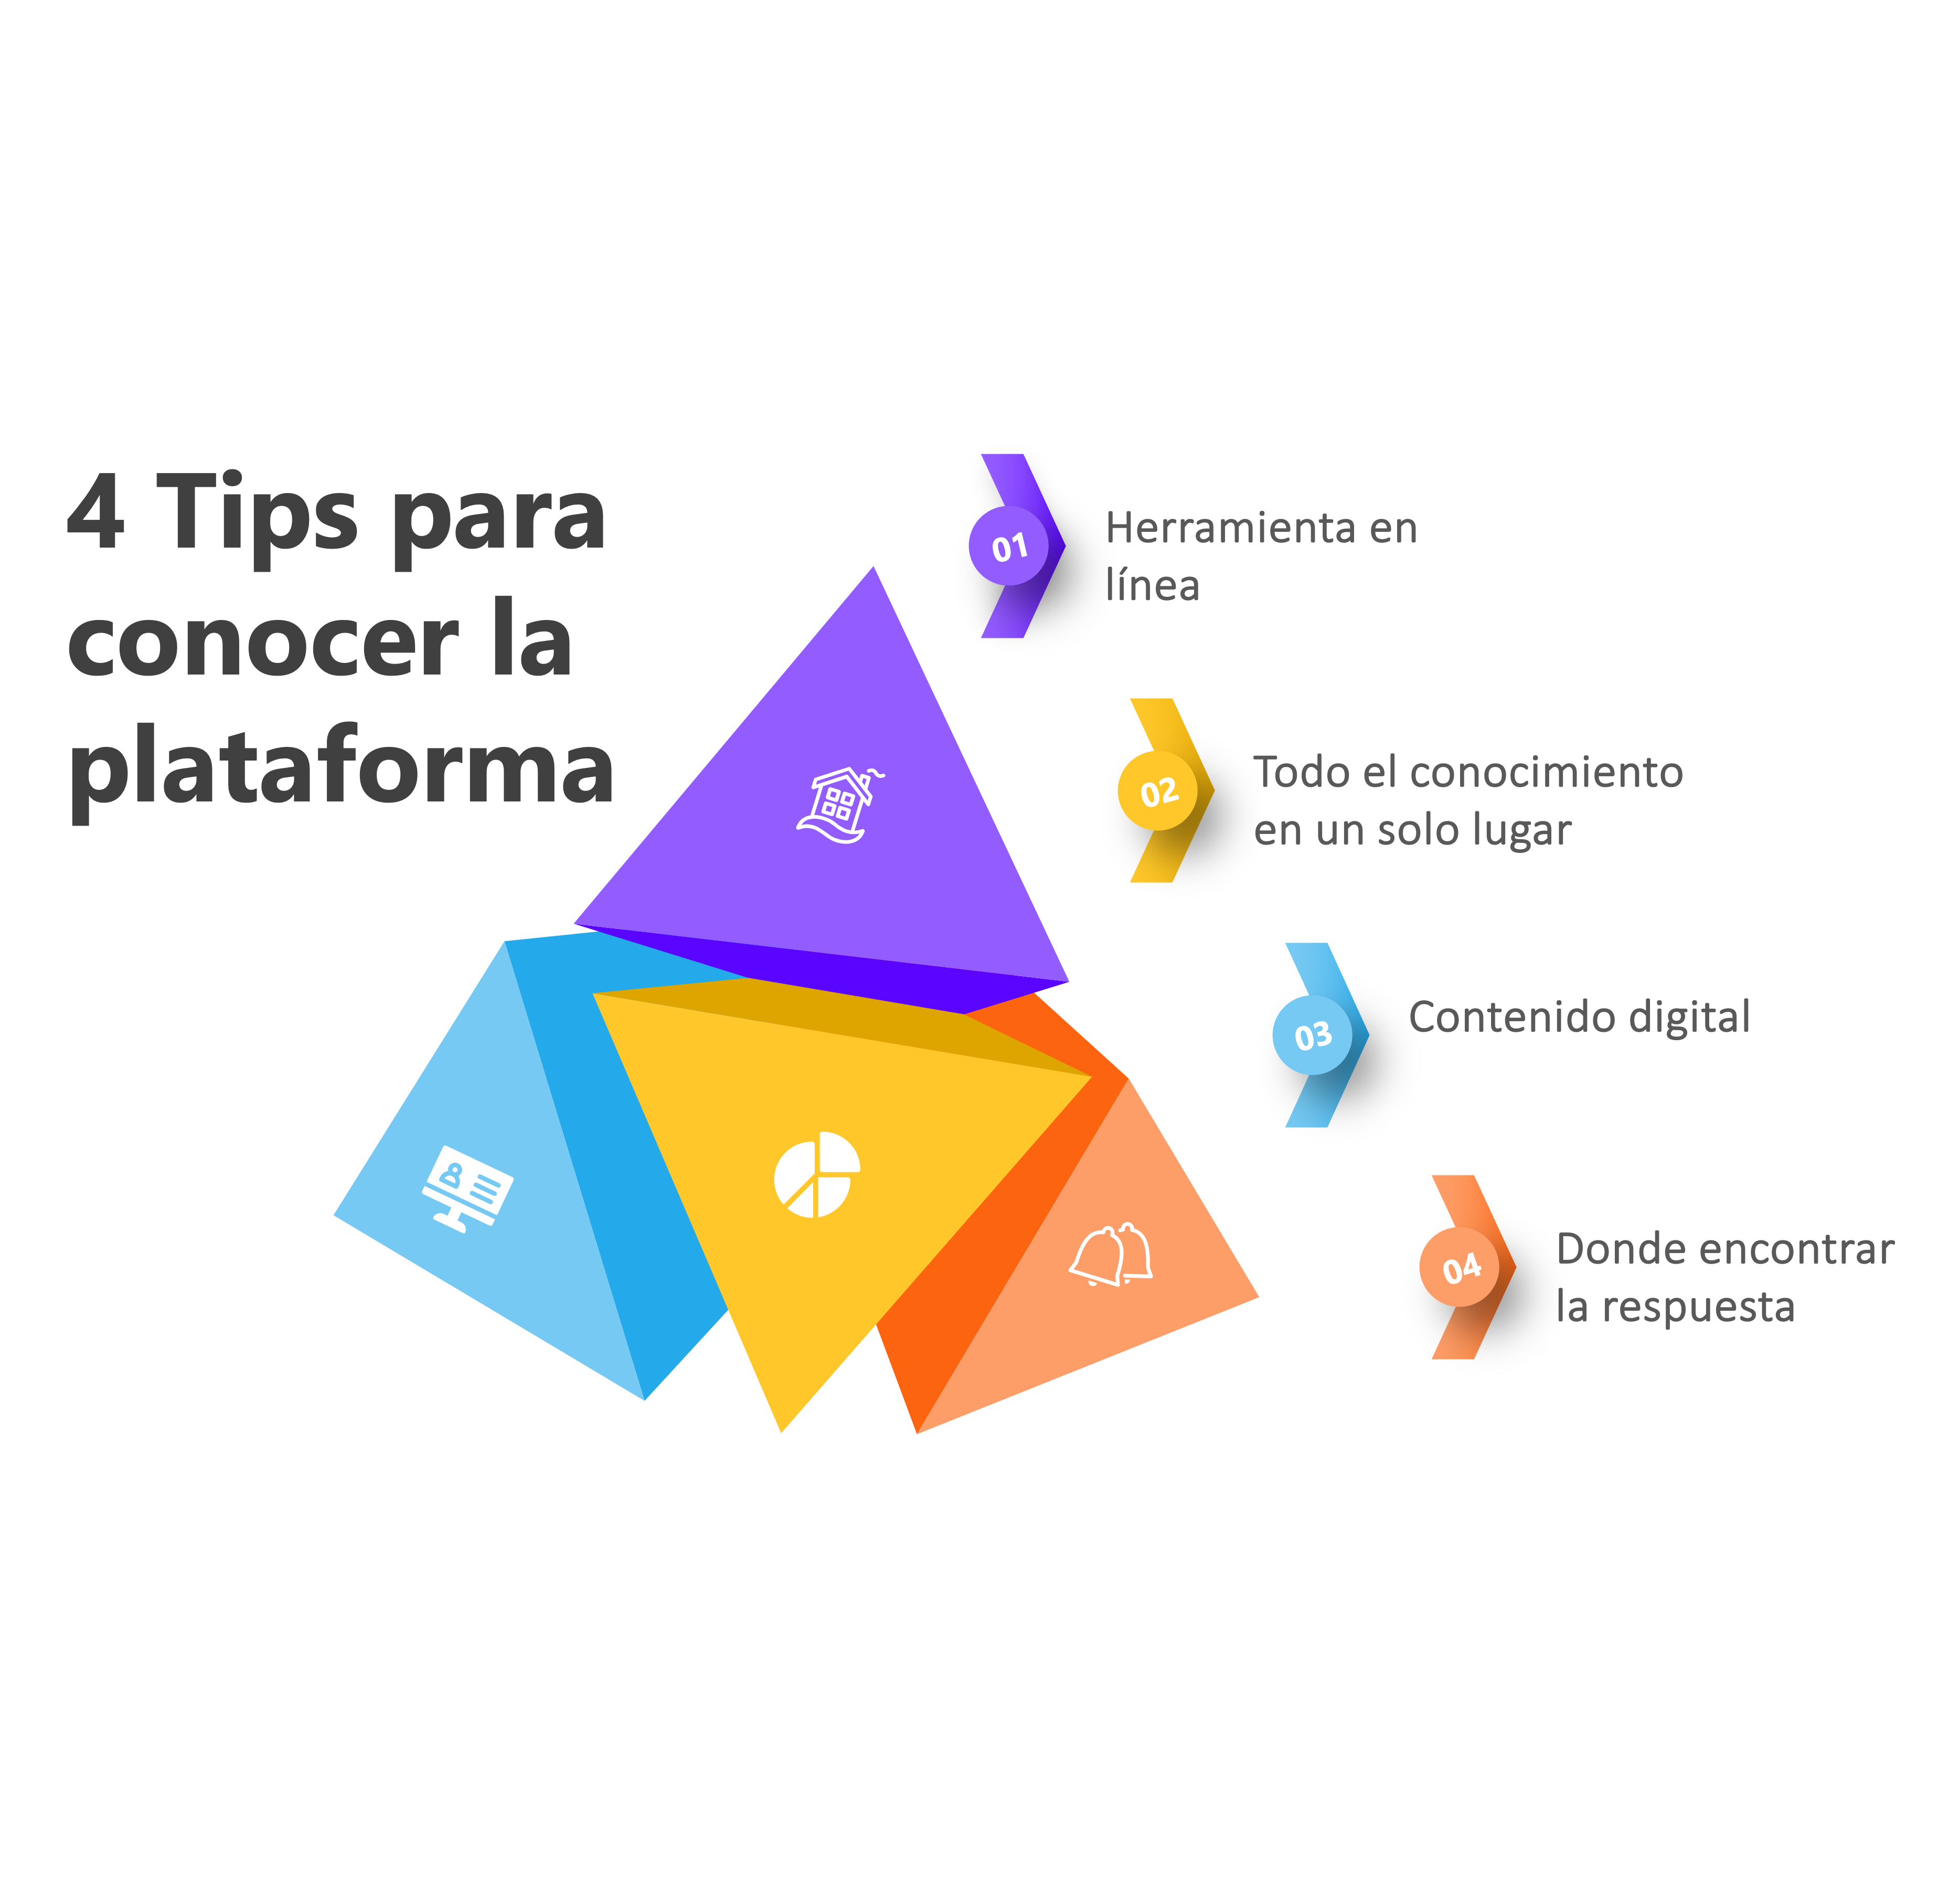 4 Tips para
conocer la
plataforma
01
Herramienta en
línea
02
Todo el conocimiento
en un solo lugar
03
Contenido digital
04
Donde encontrar
la respuesta